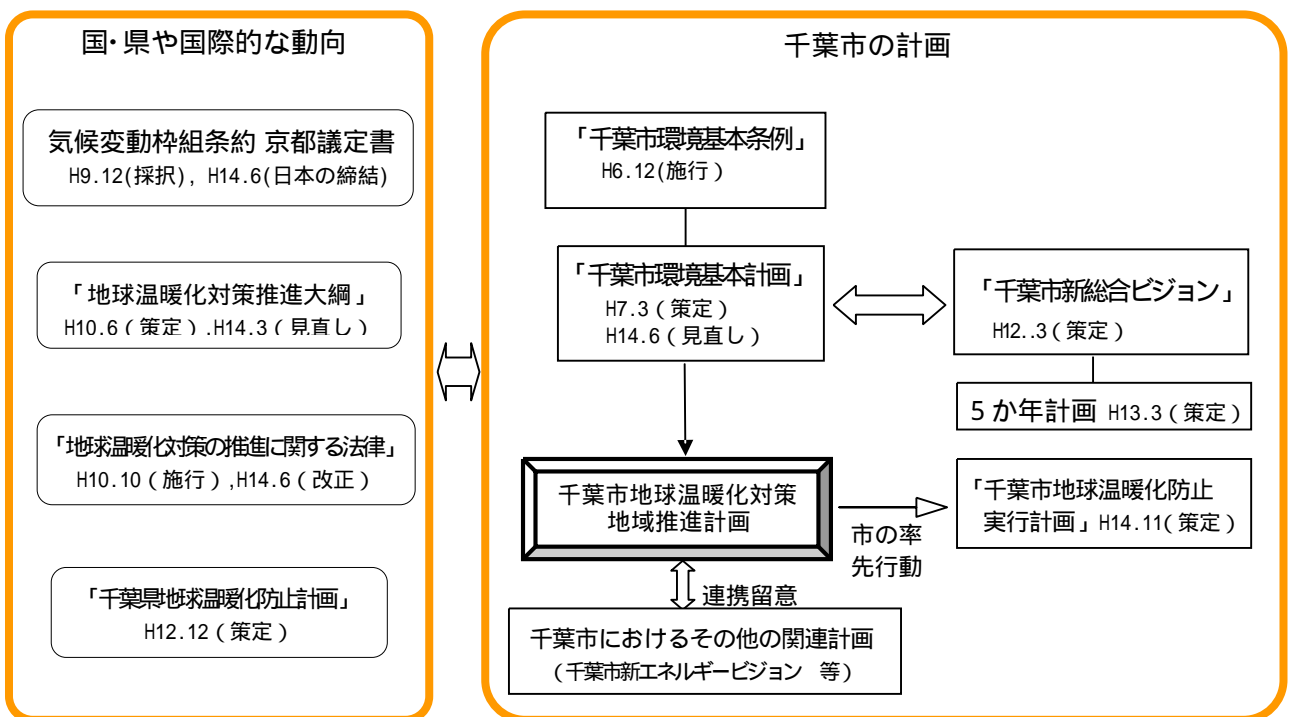 国・県や国際的な動向
気候変動枠組条約 京都議定書
H9.12(採択), H14.6(日本の締結)
「地球温暖化対策推進大綱」
H10.6(策定).H14.3(見直し)
「地球温暖化対策の推進に関する法律」
H10.10(施行),H14.6(改正)
「千葉県地球温暖化防止計画」
H12.12(策定)
千葉市の計画
「千葉市環境基本条例」
H6.12(施行)
「千葉市環境基本計画」
H7.3(策定)
H14.6(見直し)
「千葉市新総合ビジョン」
H12..3(策定)
5か年計画 H13.3(策定)
千葉市地球温暖化対策
地域推進計画
市の率
先行動
「千葉市地球温暖化防止
実行計画」H14.11(策定)
連携留意
千葉市におけるその他の関連計画
(千葉市新エネルギービジョン 等)